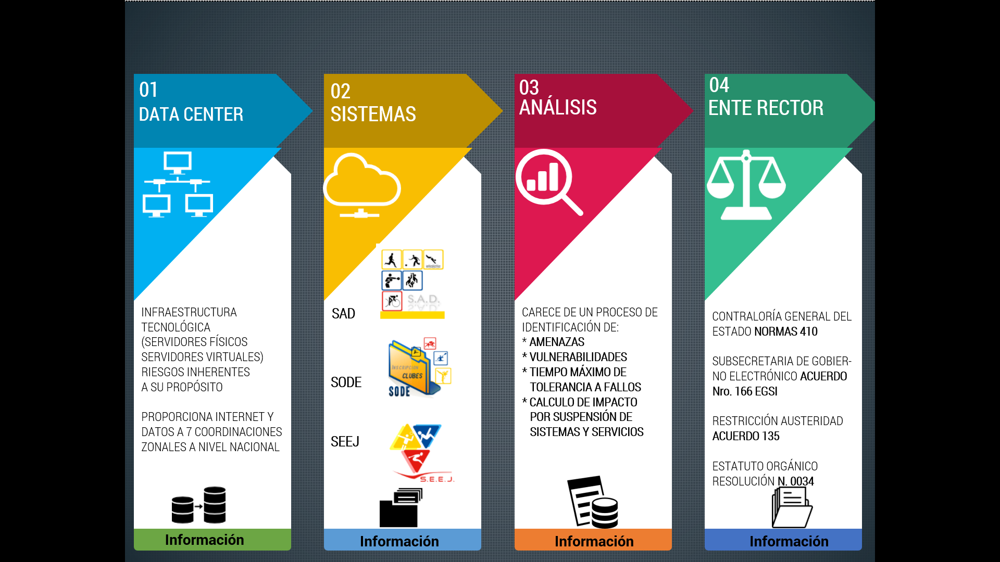 01
DATA CENTER
INFRAESTRUCTURA
TECNOLÓGICA
(SERVIDORES FÍSICOS
SERVIDORES VIRTUALES)
RIESGOS INHERENTES
A SU PROPÓSITO
PROPORCIONA INTERNET Y
DATOS A 7 COORDINACIONES
ZONALES A NIVEL NACIONAL
Información
02
SISTEMAS
S.A.D.
SAD
INSCRIPCION
CLUBES
SODE
SODE
SEEJ
S.E.E.J.
Información
03
ANÁLISIS
CARECE DE UN PROCESO DE
IDENTIFICACIÓN DE:
* AMENAZAS
* VULNERABILIDADES
* TIEMPO MÁXIMO DE
TOLERANCIA A FALLOS
* CALCULO DE IMPACTO
POR SUSPENSIÓN DE
SISTEMAS Y SERVICIOS
Información
04
ENTE RECTOR
CONTRALORÍA GENERAL DEL
ESTADO NORMAS 410
SUBSECRETARIA DE GOBIER-
NO ELECTRÓNICO ACUERDO
Nro. 166 EGSI
RESTRICCIÓN AUSTERIDAD
ACUERDO 135
ESTATUTO ORGÁNICO
RESOLUCIÓN N. 0034
Información